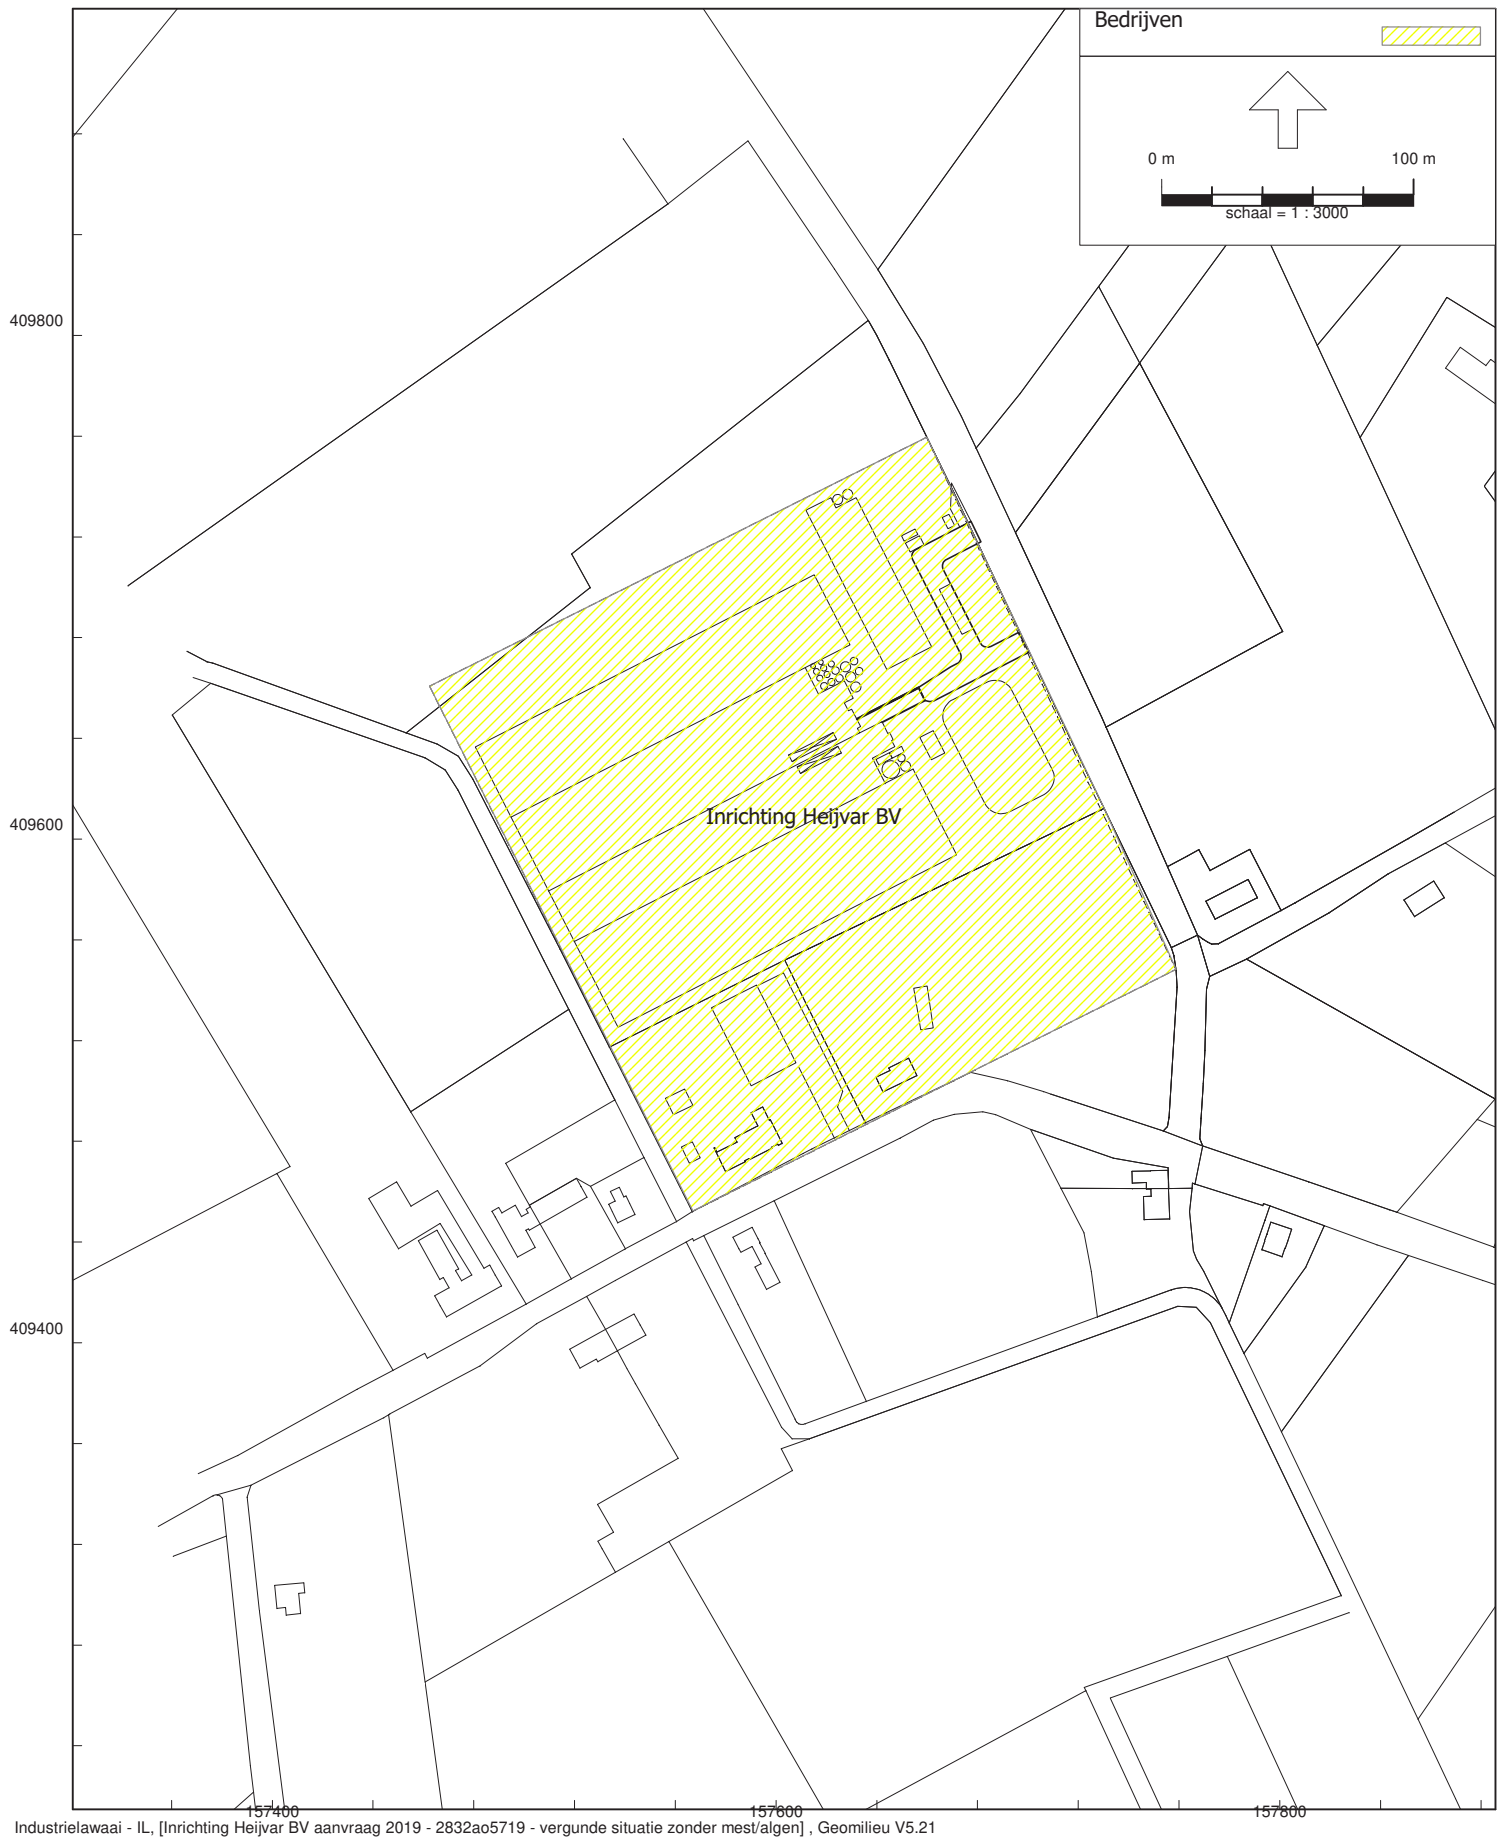 Bedrijven
0 m 100 m
schaal = 1 : 3000
409800
409600
Inrichting Heijvar BV
409400
157400 157600 157800
Industrielawaai - IL, [Inrichting Heijvar BV aanvraag 2019 - 2832ao5719 - vergunde situatie zonder mest/algen] , Geomilieu V5.21